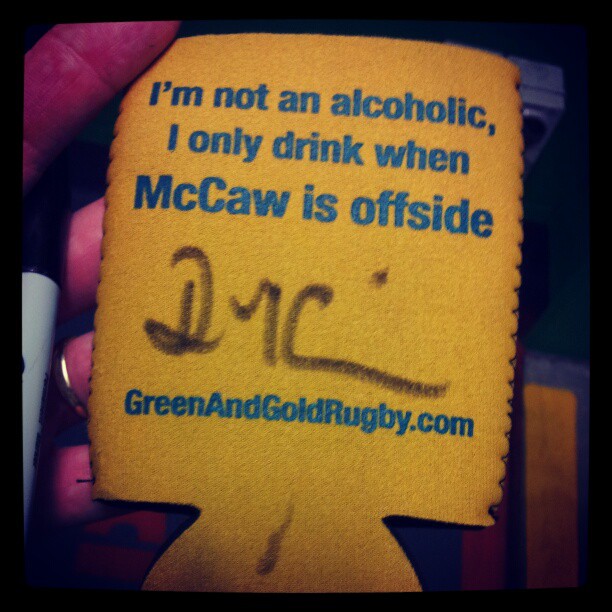 I'm not an alcoholic,
I only drink when
McCaw is offside
GreenAndGoldRugby.com